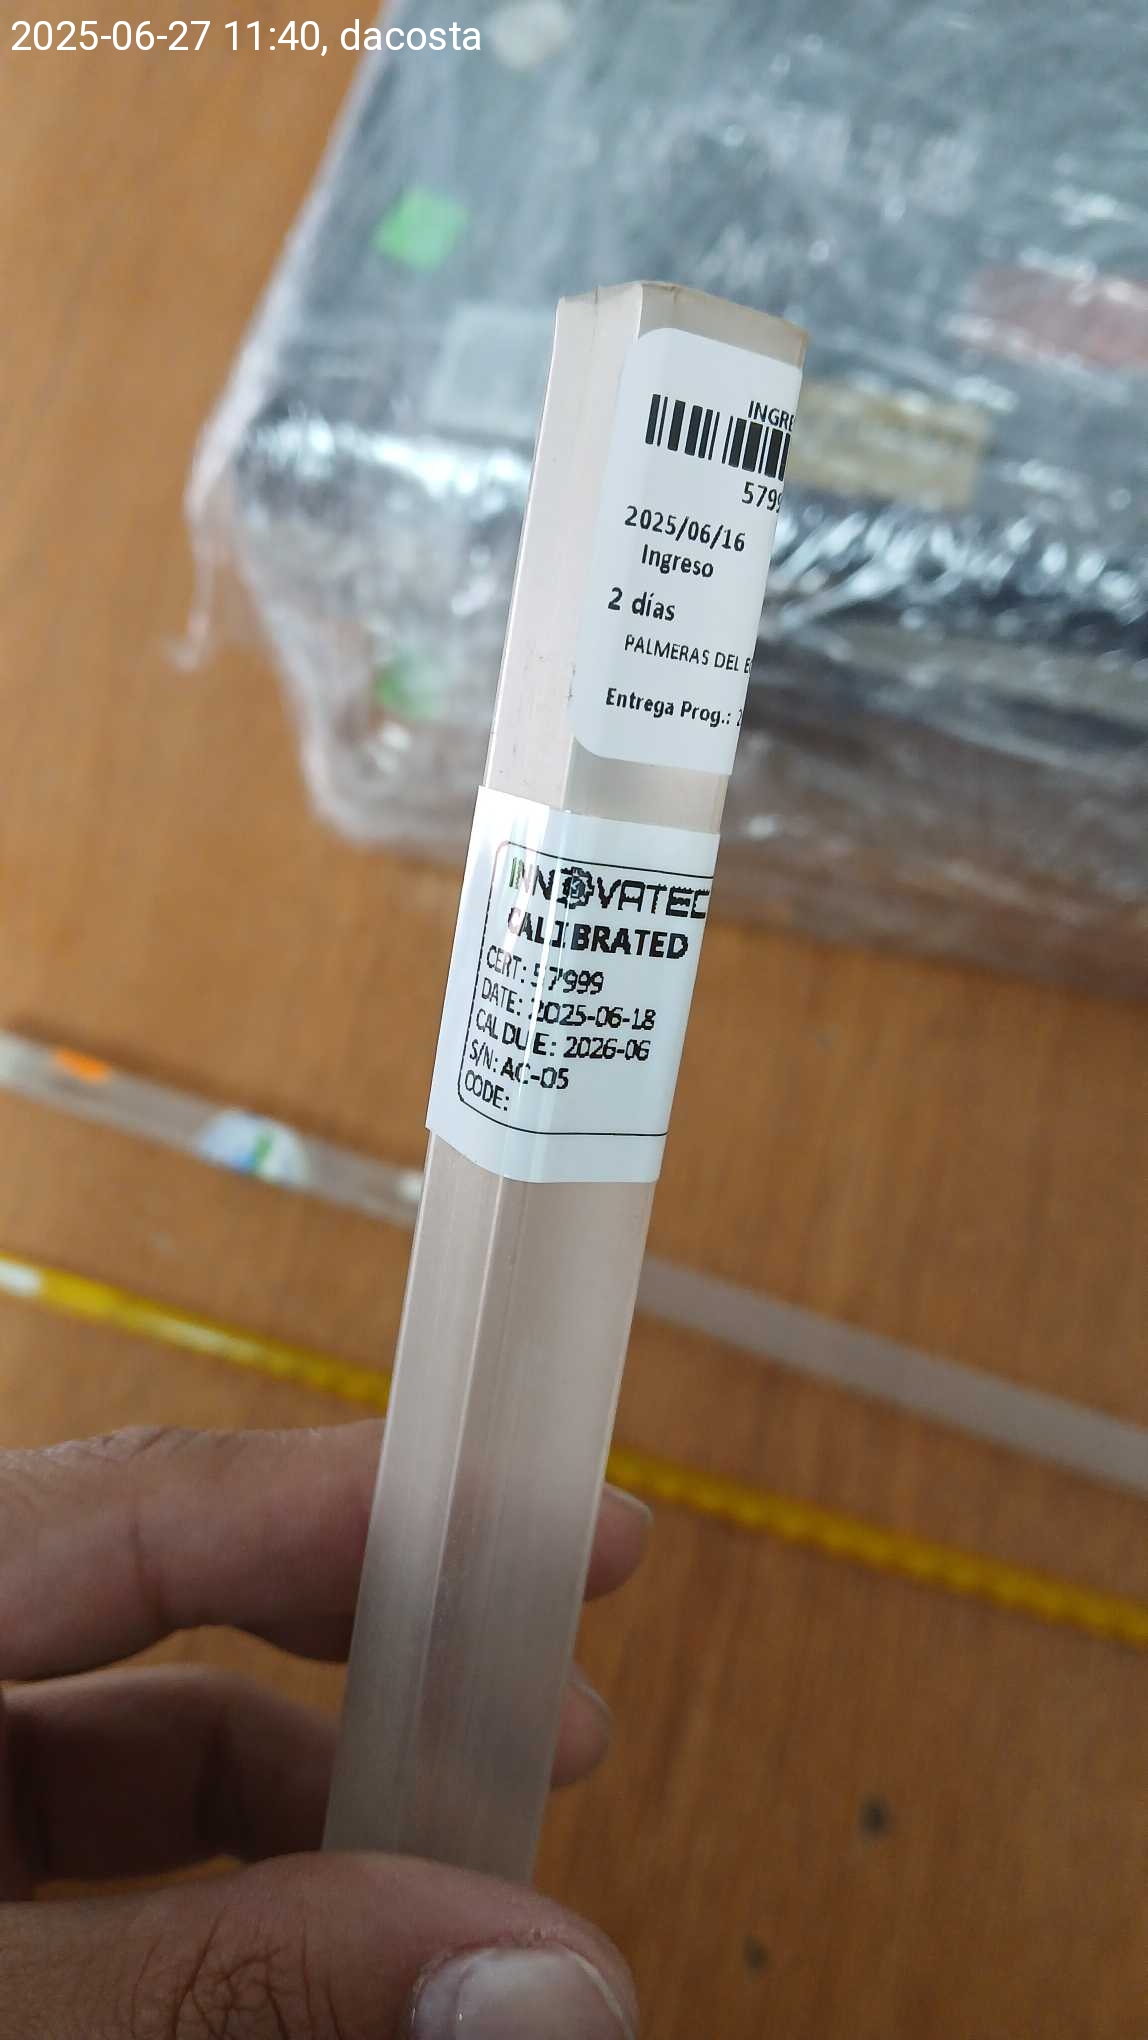 2025-06-27 11:40, dacosta
INGRE
5799
2025/06/16
Ingreso
2 días
PALMERAS DEL
Entrega Prog.: 2
INNOVATEC
CALIBRATED
CERT: 57999
DATE: 2025-06-18
CAL DUE: 2026-06
S/N: AC-05
CODE: